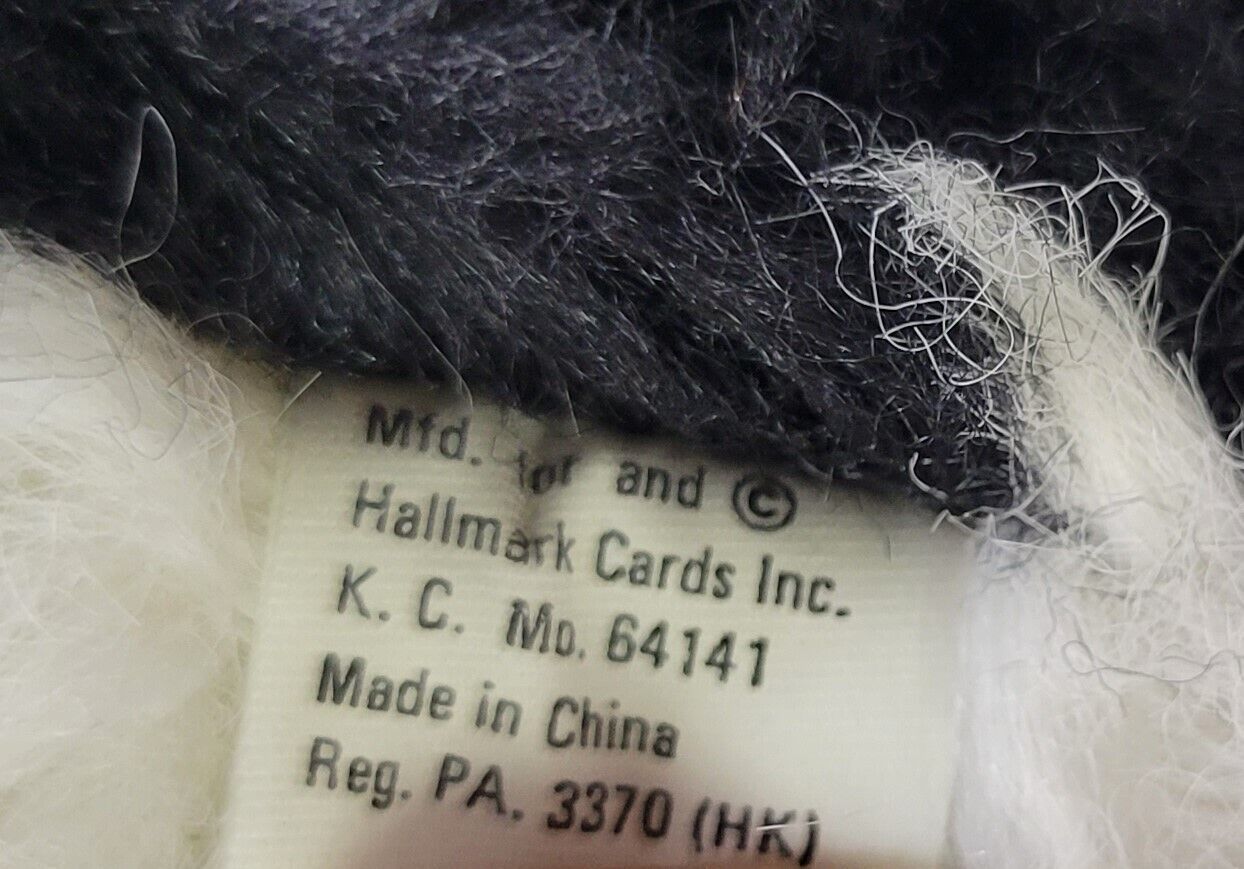 Mfd. for and ©
Hallmark Cards Inc.
K. C. Mo. 64141
Made in China
Reg. PA. 3370 (HK)